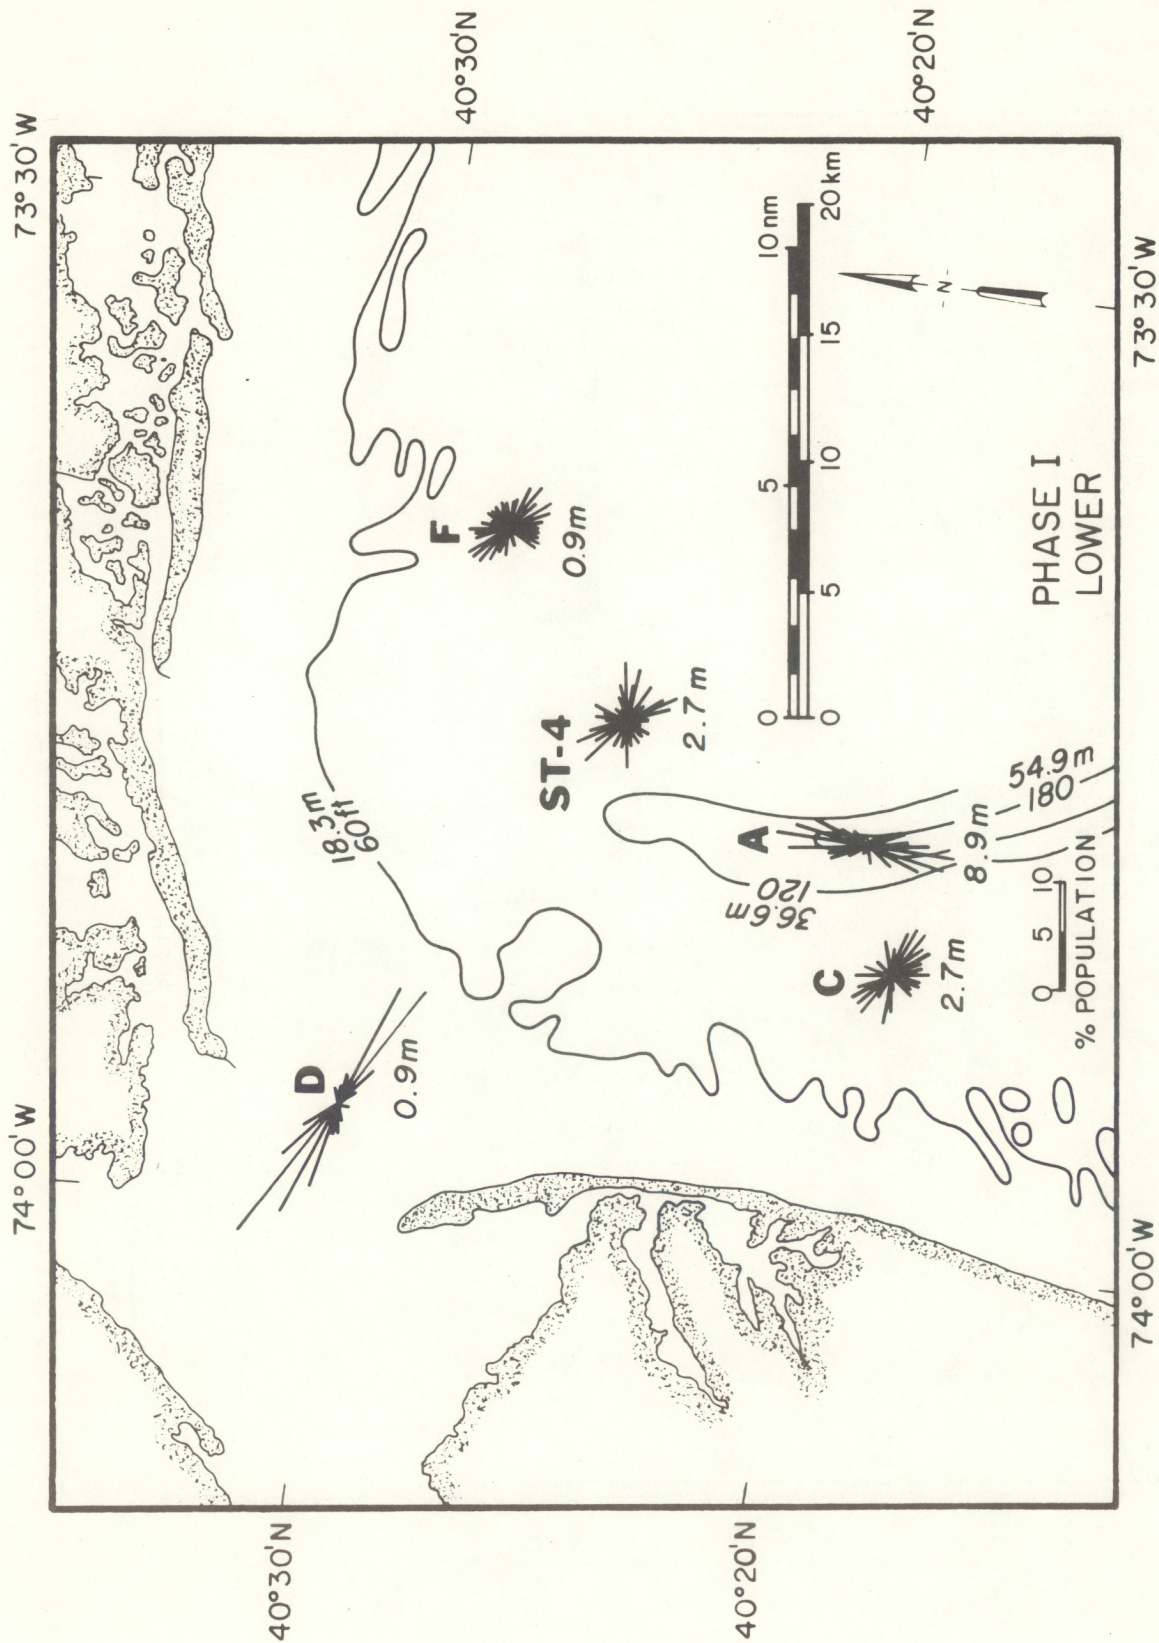 73° 30' W
40°30'N
40°20'N
73° 30' W
74° 00' W
74° 00' W
40°30'N
40°20'N
18.3m
60ft
D
0.9m
F
0.9m
ST-4
2.7m
A
8.9m
C
2.7m
36.6m
120
54.9m
180
0 5 10 nm
0 5 10 15 20 km
-N-
0 5 10
% POPULATION
PHASE I
LOWER